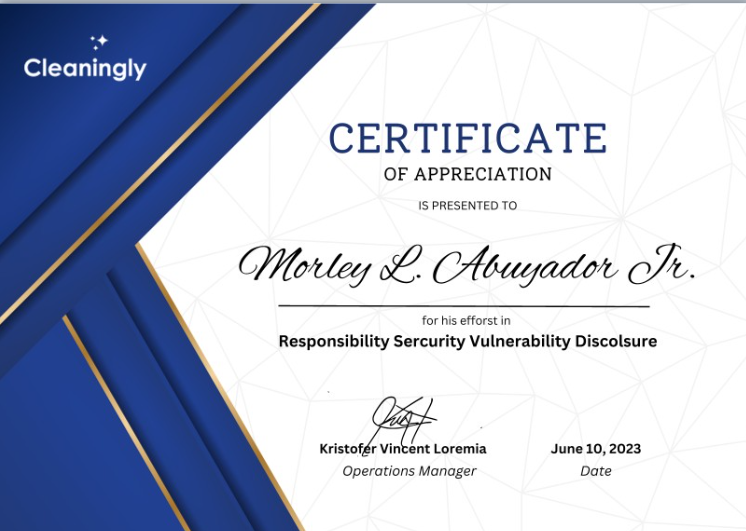 Cleaningly
CERTIFICATE
OF APPRECIATION
IS PRESENTED TO
Morley L. Abuyador Jr.
for his efforst in
Responsibility Sercurity Vulnerability Discolsure
Kristofer Vincent Loremia
June 10, 2023
Operations Manager
Date